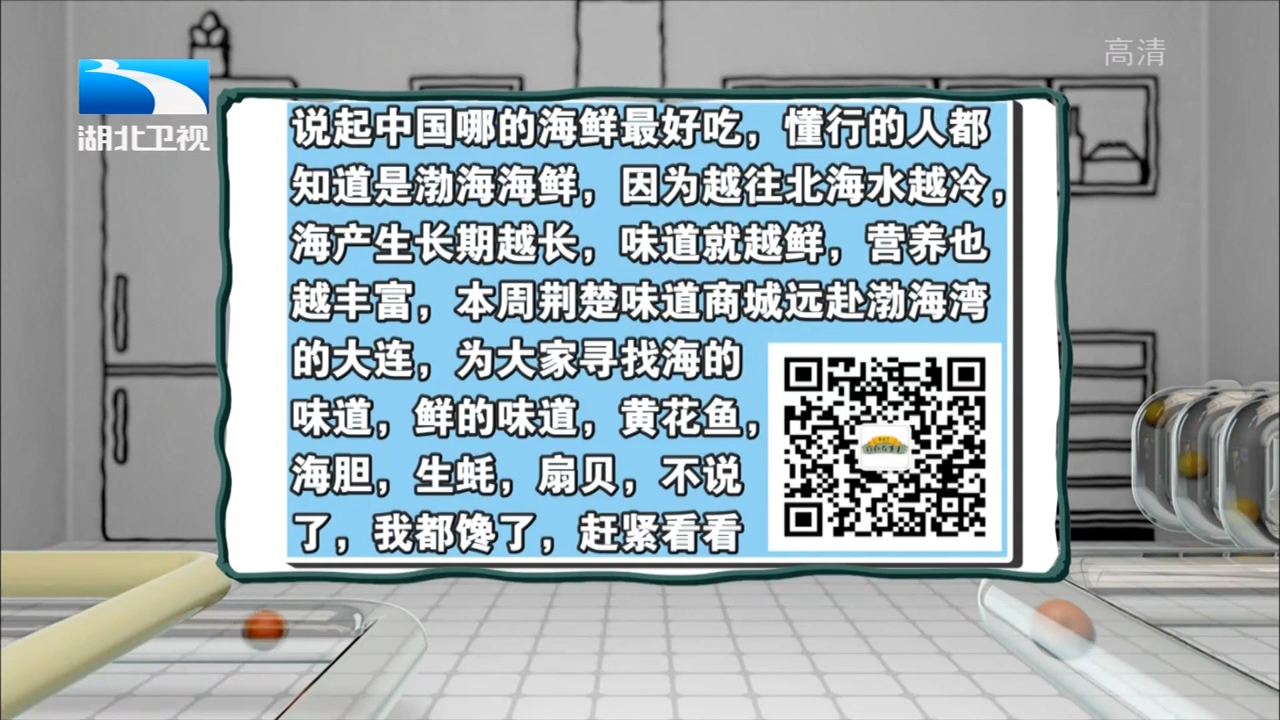 高清
湖北卫视
说起中国哪的海鲜最好吃，懂行的人都
知道是渤海海鲜，因为越往北海水越冷，
海产生长期越长，味道就越鲜，营养也
越丰富，本周荆楚味道商城远赴渤海湾
的大连，为大家寻找海的
味道，鲜的味道，黄花鱼，
海胆，生蚝，扇贝，不说
了，我都馋了，赶紧看看